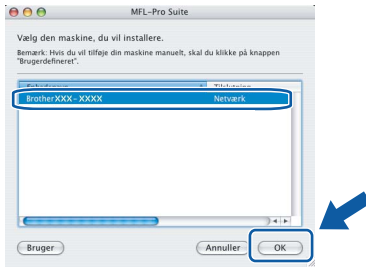 MFL-Pro Suite
Vælg den maskine, du vil installere.
Bemærk: Hvis du vil tilføje din maskine manuelt, skal du klikke på knappen
"Brugerdefineret".
BrotherXXX-XXXX Netværk
Bruger Annuller OK